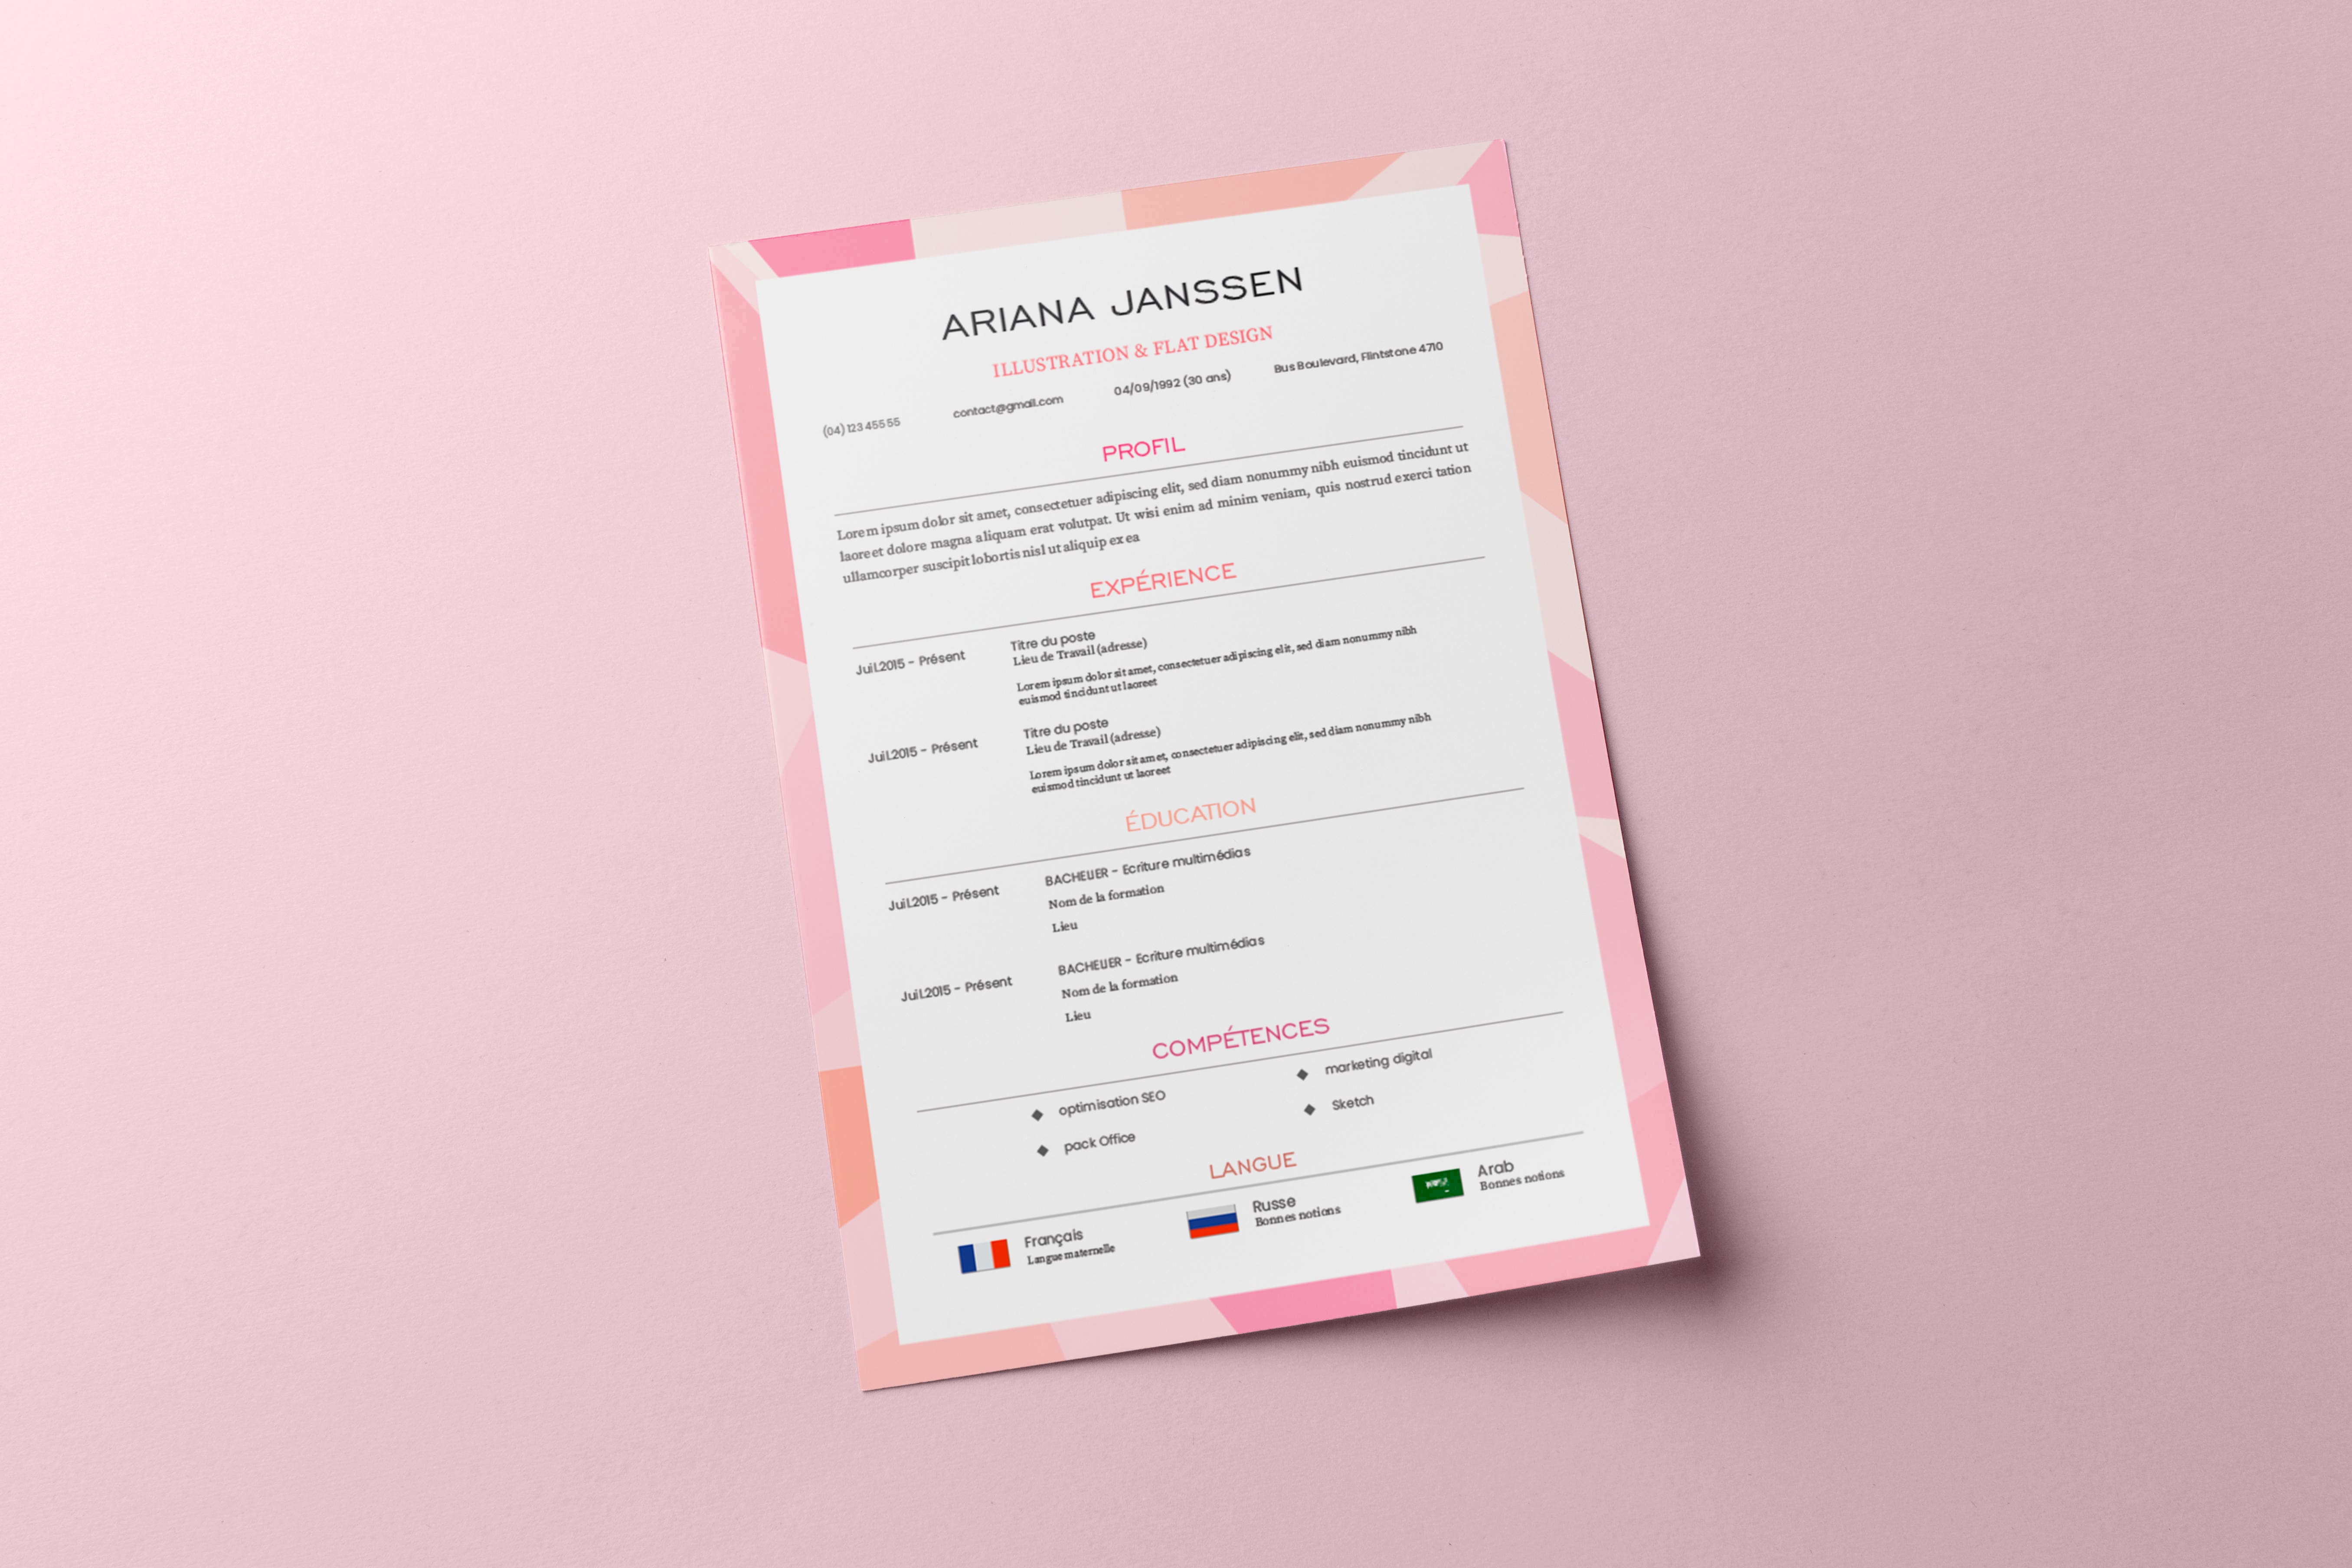 ARIANA JANSSEN
ILLUSTRATION & FLAT DESIGN
(04) 123 455 55
contact@gmail.com
04/09/1992 (30 ans)
Bus Boulevard, Flintstone 4710
PROFIL
Lorem ipsum dolor sit amet, consectetuer adipiscing elit, sed diam nonummy nibh euismod tincidunt ut
laoreet dolore magna aliquam erat volutpat. Ut wisi enim ad minim veniam, quis nostrud exerci tation
ullamcorper suscipit lobortis nisl ut aliquip ex ea
EXPÉRIENCE
Juil.2015 - Présent
Titre du poste
Lieu de Travail (adresse)
Lorem ipsum dolor sit amet, consectetuer adipiscing elit, sed diam nonummy nibh
euismod tincidunt ut laoreet
Juil.2015 - Présent
Titre du poste
Lieu de Travail (adresse)
Lorem ipsum dolor sit amet, consectetuer adipiscing elit, sed diam nonummy nibh
euismod tincidunt ut laoreet
ÉDUCATION
Juil.2015 - Présent
BACHELIER - Ecriture multimédias
Nom de la formation
Lieu
Juil.2015 - Présent
BACHELIER - Ecriture multimédias
Nom de la formation
Lieu
COMPÉTENCES
optimisation SEO
marketing digital
pack Office
Sketch
LANGUE
Français
Langue maternelle
Russe
Bonnes notions
Arab
Bonnes notions